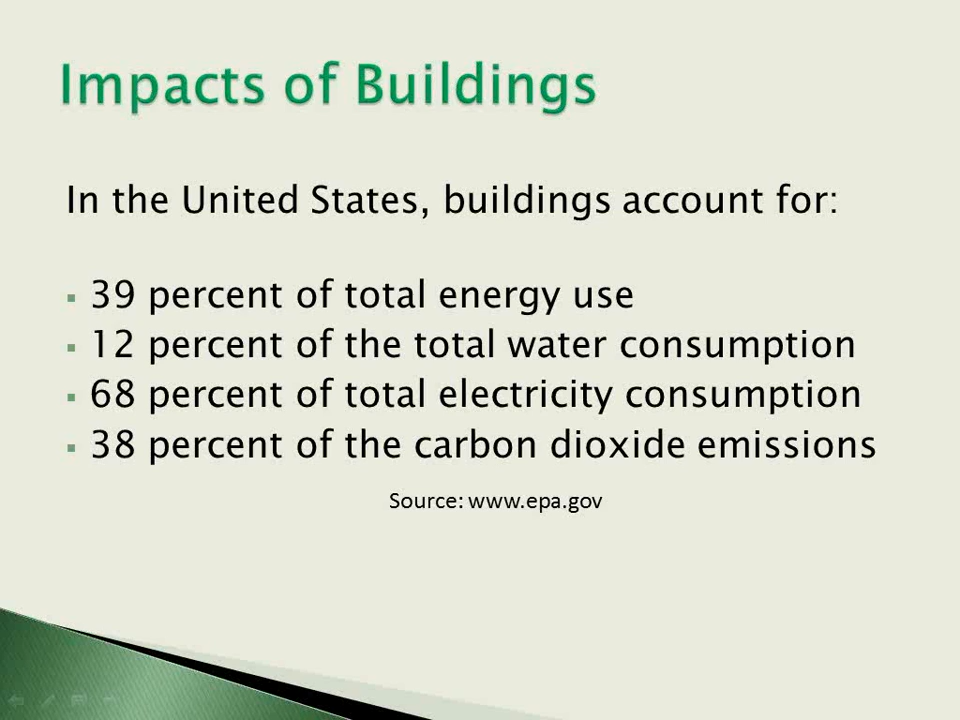 Impacts of Buildings
In the United States, buildings account for:
▪ 39 percent of total energy use
▪ 12 percent of the total water consumption
▪ 68 percent of total electricity consumption
▪ 38 percent of the carbon dioxide emissions
Source: www.epa.gov